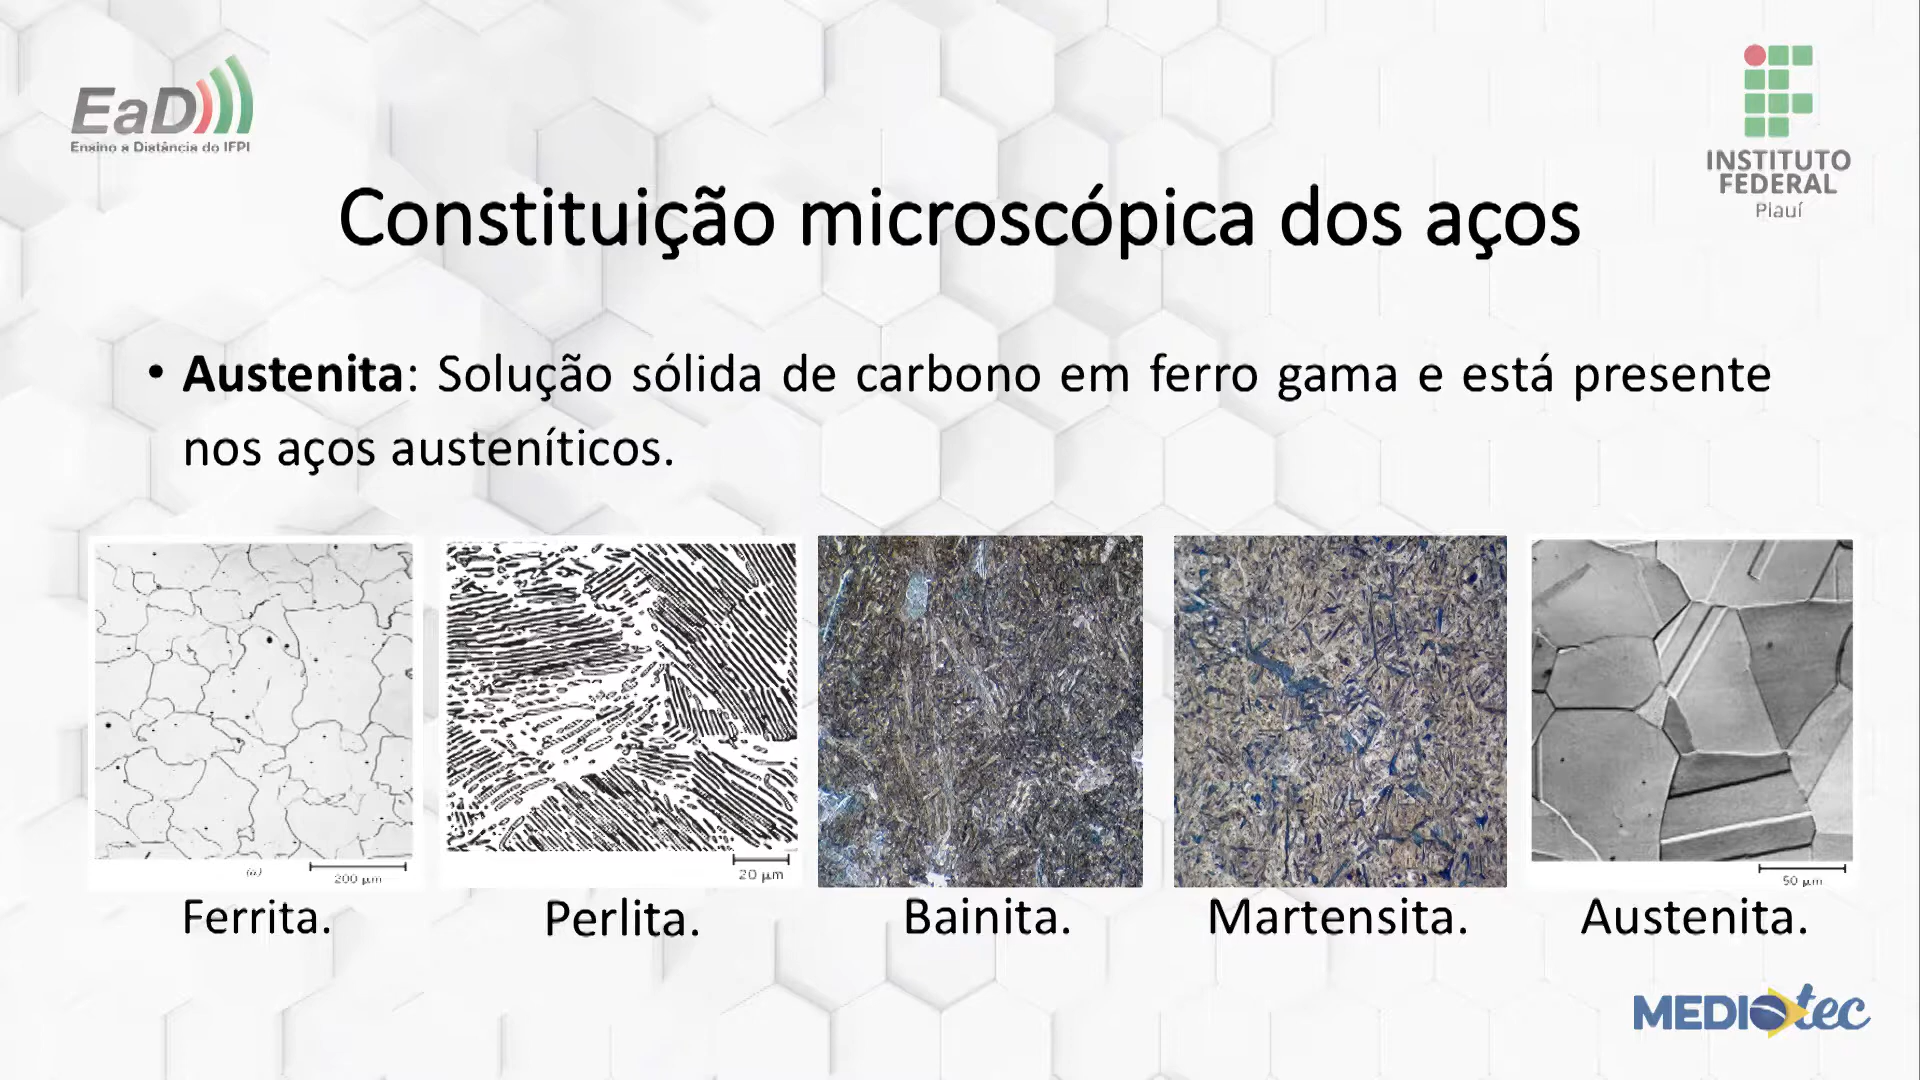 EaD
Ensino a Distância do IFPI
INSTITUTO
FEDERAL
Piauí
Constituição microscópica dos aços
• Austenita: Solução sólida de carbono em ferro gama e está presente
nos aços austeníticos.
(a)
200 µm
20 µm
50 µm
Ferrita.
Perlita.
Bainita.
Martensita.
Austenita.
MEDIOtec